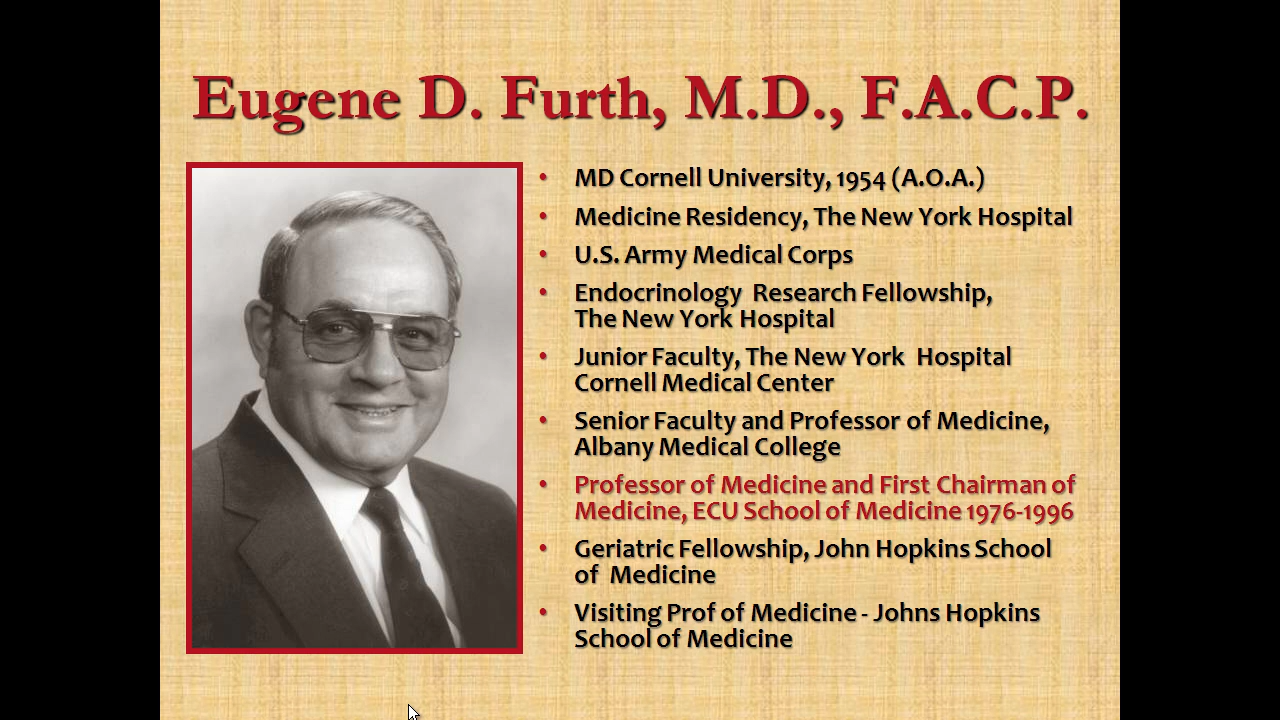 Eugene D. Furth, M.D., F.A.C.P.
• MD Cornell University, 1954 (A.O.A.)
• Medicine Residency, The New York Hospital
• U.S. Army Medical Corps
• Endocrinology Research Fellowship,
The New York Hospital
• Junior Faculty, The New York Hospital
Cornell Medical Center
• Senior Faculty and Professor of Medicine,
Albany Medical College
• Professor of Medicine and First Chairman of
Medicine, ECU School of Medicine 1976-1996
• Geriatric Fellowship, John Hopkins School
of Medicine
• Visiting Prof of Medicine - Johns Hopkins
School of Medicine